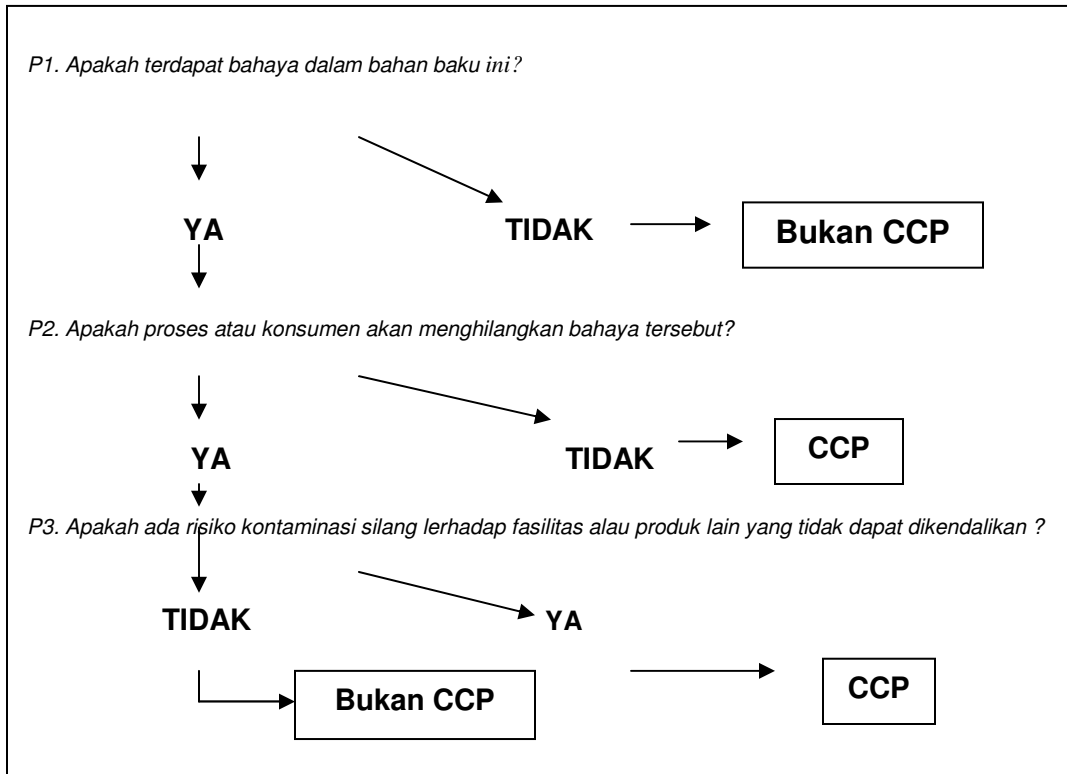 P1. Apakah terdapat bahaya dalam bahan baku ini?
YA
TIDAK
Bukan CCP
P2. Apakah proses atau konsumen akan menghilangkan bahaya tersebut?
YA
TIDAK
CCP
P3. Apakah ada risiko kontaminasi silang lerhadap fasilitas alau produk lain yang tidak dapat dikendalikan ?
TIDAK
YA
Bukan CCP
CCP